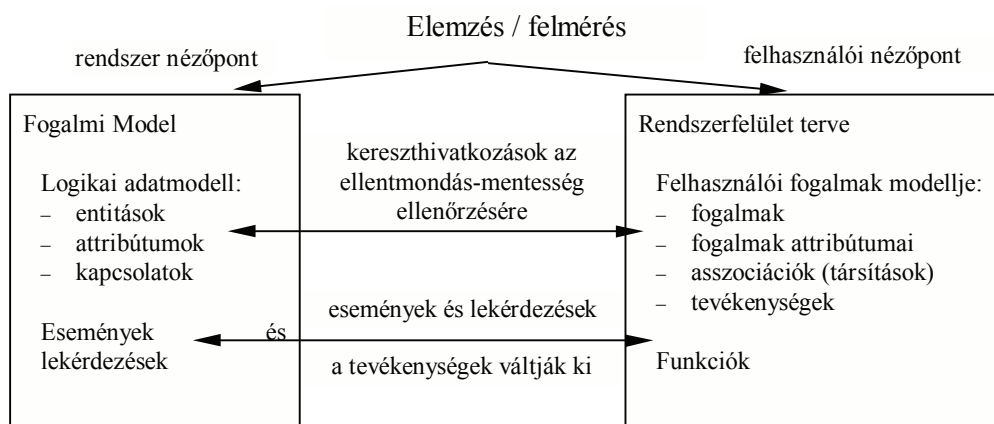 Elemzés / felmérés
rendszer nézőpont
felhasználói nézőpont
Fogalmi Model
Logikai adatmodell:
– entitások
– attribútumok
– kapcsolatok
Események és
lekérdezések
kereszthivatkozások az
ellentmondás-mentesség
ellenőrzésére
események és lekérdezések
a tevékenységek váltják ki
Rendszerfelület terve
Felhasználói fogalmak modellje:
– fogalmak
– fogalmak attribútumai
– asszociációk (társítások)
– tevékenységek
Funkciók